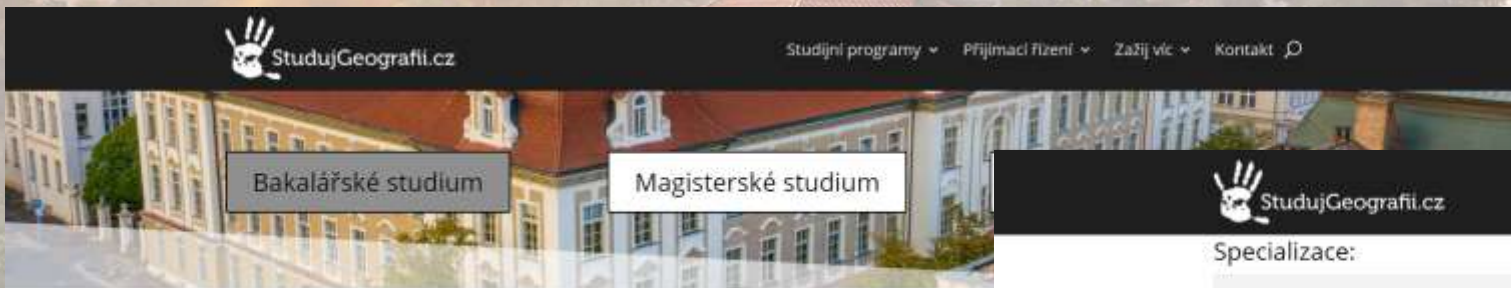 StudujGeografii.cz
Studijní programy
Přijímací řízení
Zažij víc
Kontakt
Bakalářské studium
Magisterské studium
StudujGeografii.cz
Specializace: